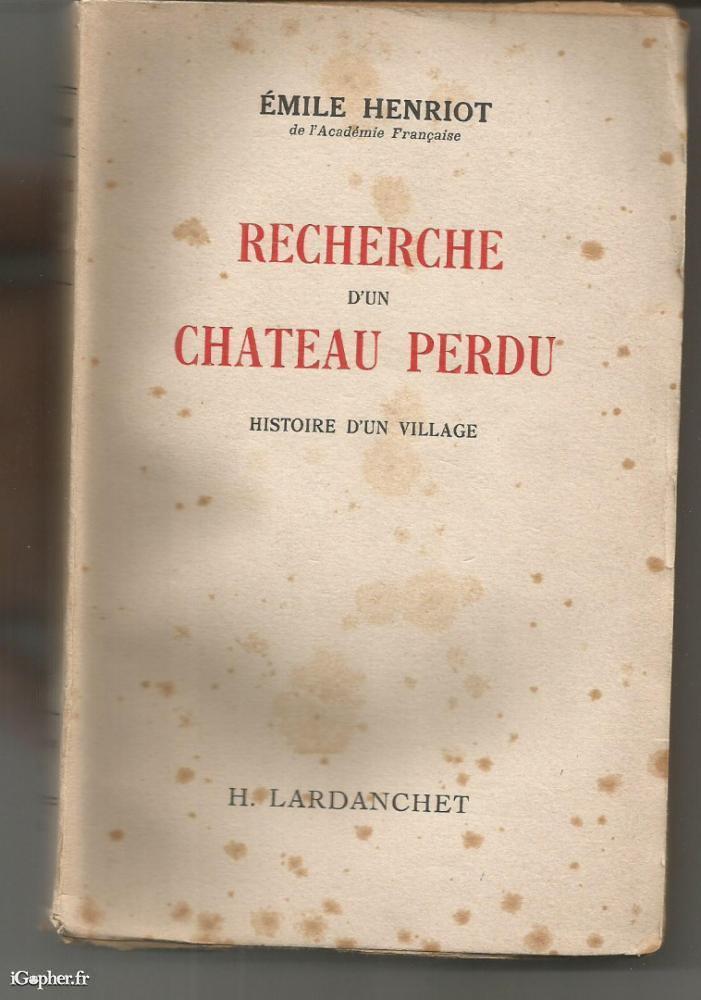 ÉMILE HENRIOT
de l'Académie Française
RECHERCHE
D'UN
CHATEAU PERDU
HISTOIRE D'UN VILLAGE
H. LARDANCHET
iGopher.fr